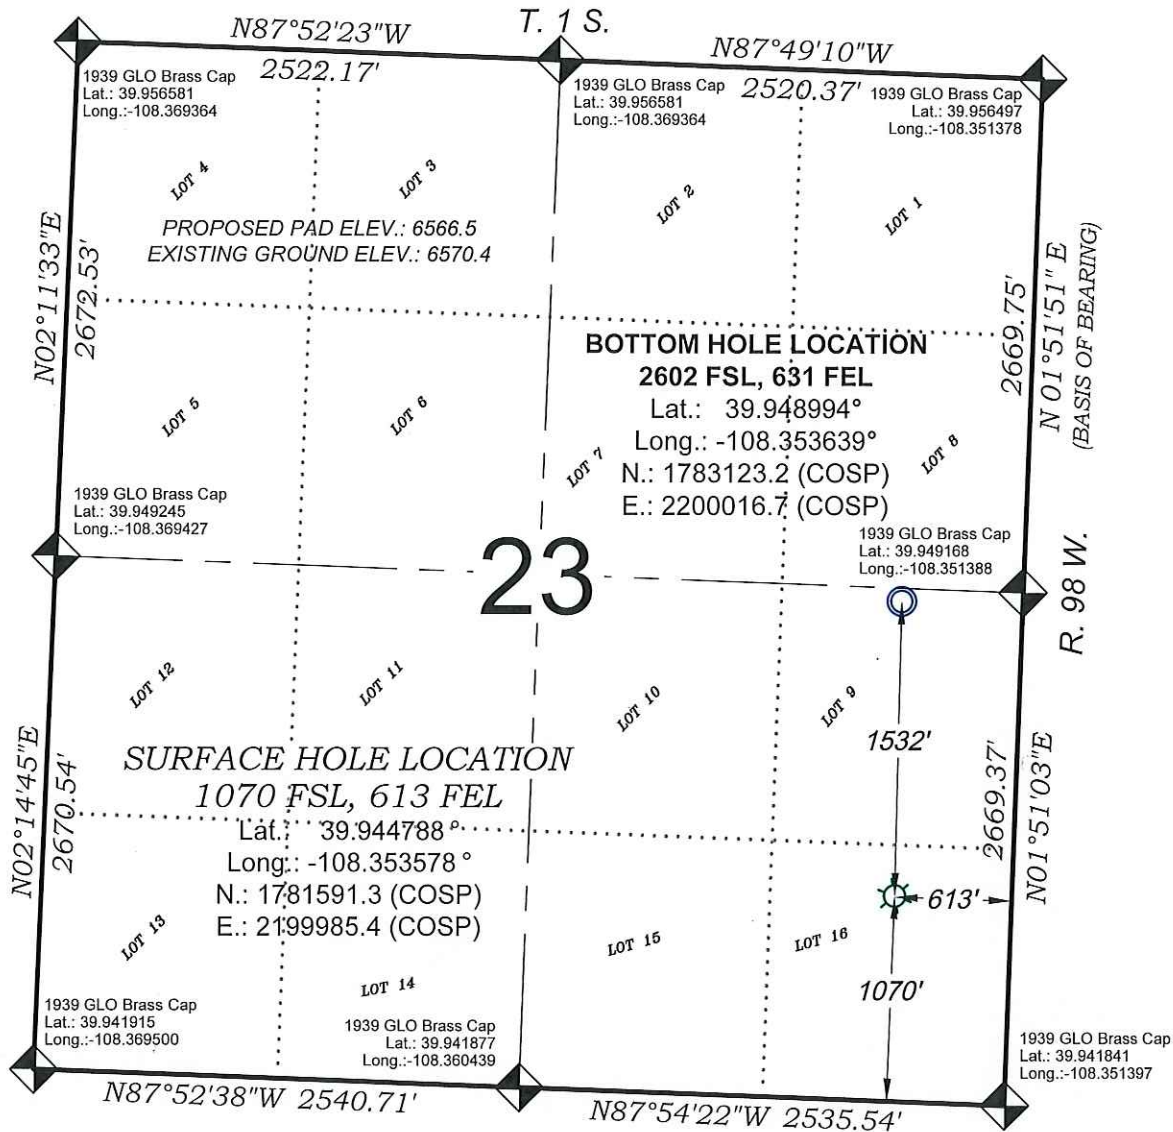 T. 1 S.
N87°52'23"W
2522.17'
N87°49'10"W
2520.37'
1939 GLO Brass Cap
Lat.: 39.956581
Long.:-108.369364
1939 GLO Brass Cap
Lat.: 39.956581
Long.:-108.369364
1939 GLO Brass Cap
Lat.: 39.956497
Long.:-108.351378
LOT 4
LOT 3
LOT 2
LOT 1
PROPOSED PAD ELEV.: 6566.5
EXISTING GROUND ELEV.: 6570.4
N02°11'33"E
2672.53'
2669.75'
N 01°51'51" E
(BASIS OF BEARING)
BOTTOM HOLE LOCATION
2602 FSL, 631 FEL
Lat.: 39.948994°
Long.: -108.353639°
N.: 1783123.2 (COSP)
E.: 2200016.7 (COSP)
LOT 5
LOT 6
LOT 7
LOT 8
1939 GLO Brass Cap
Lat.: 39.949245
Long.:-108.369427
1939 GLO Brass Cap
Lat.: 39.949168
Long.:-108.351388
23
R. 98 W.
LOT 12
LOT 11
LOT 10
LOT 9
1532'
SURFACE HOLE LOCATION
1070 FSL, 613 FEL
Lat.: 39.944788°
Long.: -108.353578°
N.: 1781591.3 (COSP)
E.: 2199985.4 (COSP)
N02°14'45"E
2670.54'
2669.37'
N01°51'03"E
613'
LOT 13
LOT 14
LOT 15
LOT 16
1070'
1939 GLO Brass Cap
Lat.: 39.941915
Long.:-108.369500
1939 GLO Brass Cap
Lat.: 39.941877
Long.:-108.360439
1939 GLO Brass Cap
Lat.: 39.941841
Long.:-108.351397
N87°52'38"W 2540.71'
N87°54'22"W 2535.54'